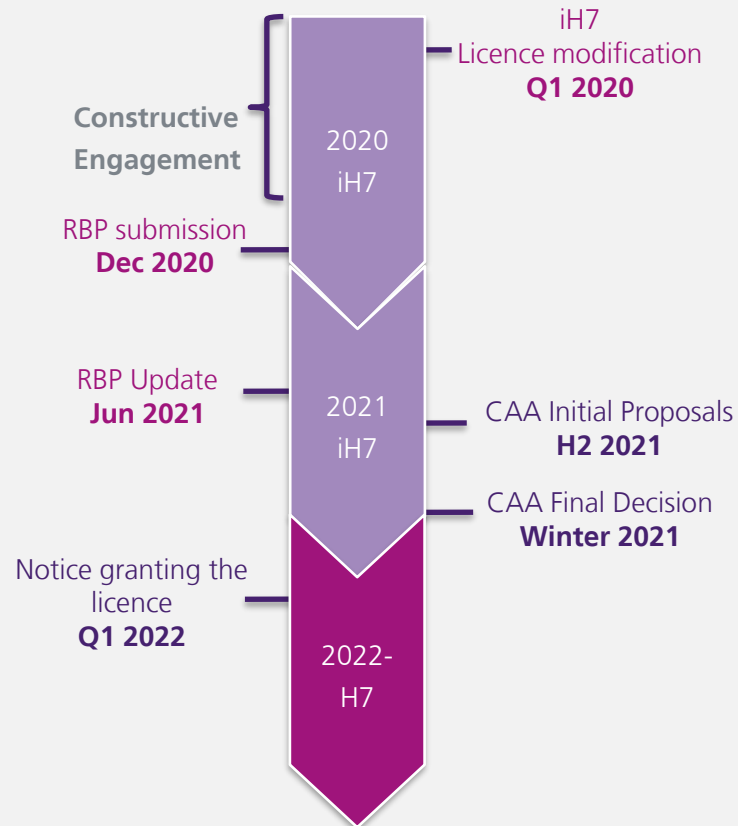 iH7
Licence modification
Q1 2020
Constructive
Engagement
2020
iH7
RBP submission
Dec 2020
RBP Update
Jun 2021
2021
iH7
CAA Initial Proposals
H2 2021
CAA Final Decision
Winter 2021
Notice granting the
licence
Q1 2022
2022-
H7